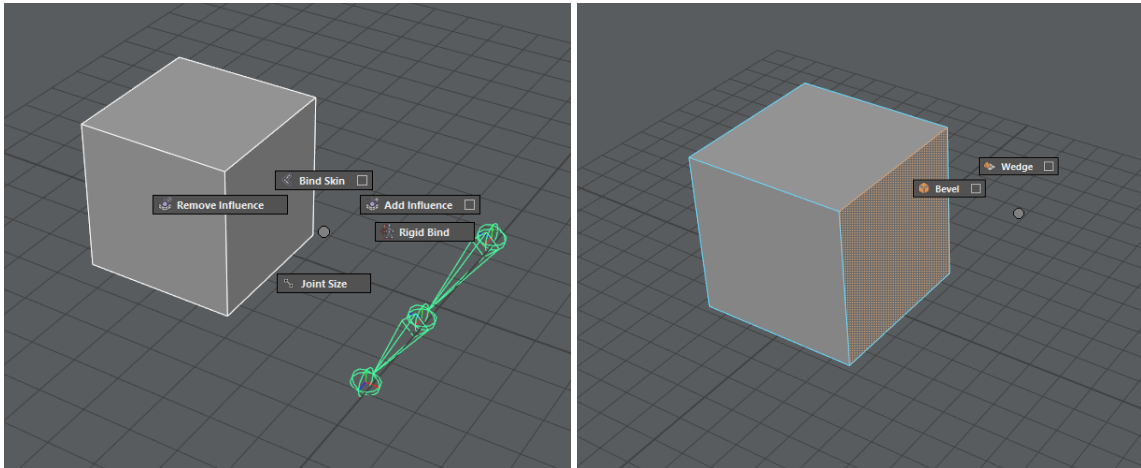 Bind Skin
Remove Influence
Add Influence
Rigid Bind
Joint Size
Wedge
Bevel